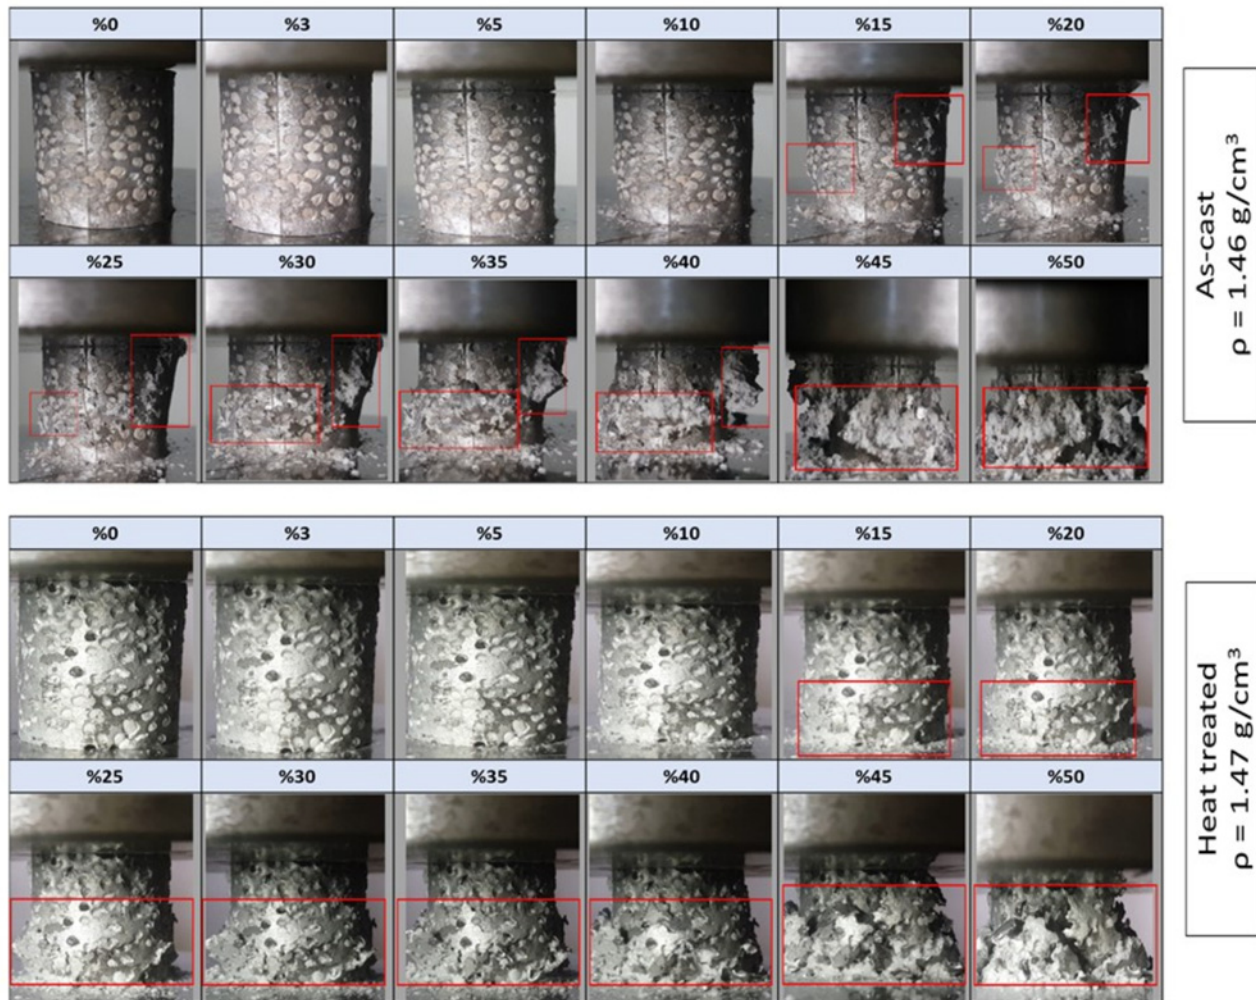 %0 %3 %5 %10 %15 %20
%25 %30 %35 %40 %45 %50
As-cast
ρ = 1.46 g/cm³
%0 %3 %5 %10 %15 %20
%25 %30 %35 %40 %45 %50
Heat treated
ρ = 1.47 g/cm³